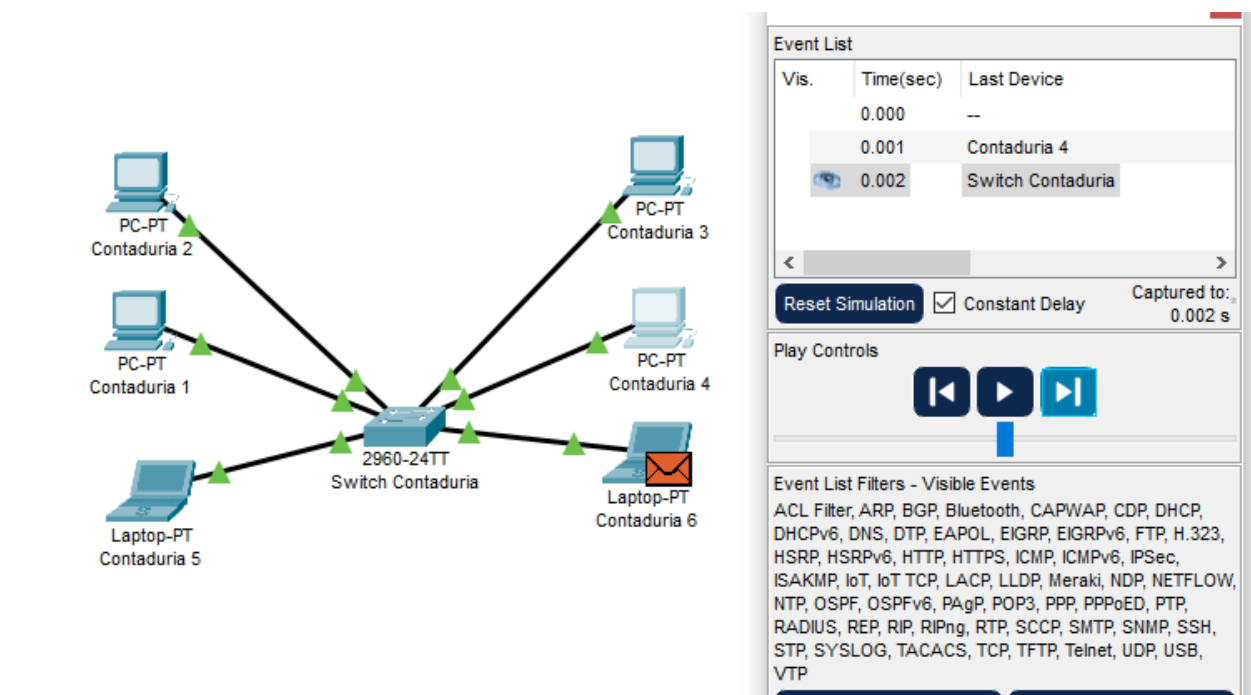 PC-PT
Contaduria 2
PC-PT
Contaduria 3
PC-PT
Contaduria 1
PC-PT
Contaduria 4
2960-24TT
Switch Contaduria
Laptop-PT
Contaduria 5
Laptop-PT
Contaduria 6
Event List
Vis. Time(sec) Last Device
0.000 --
0.001 Contaduria 4
0.002 Switch Contaduria
Reset Simulation Constant Delay Captured to:*
0.002 s
Play Controls
Event List Filters - Visible Events
ACL Filter, ARP, BGP, Bluetooth, CAPWAP, CDP, DHCP,
DHCPv6, DNS, DTP, EAPOL, EIGRP, EIGRPv6, FTP, H.323,
HSRP, HSRPv6, HTTP, HTTPS, ICMP, ICMPv6, IPSec,
ISAKMP, IoT, IoT TCP, LACP, LLDP, Meraki, NDP, NETFLOW,
NTP, OSPF, OSPFv6, PAgP, POP3, PPP, PPPoED, PTP,
RADIUS, REP, RIP, RIPng, RTP, SCCP, SMTP, SNMP, SSH,
STP, SYSLOG, TACACS, TCP, TFTP, Telnet, UDP, USB,
VTP